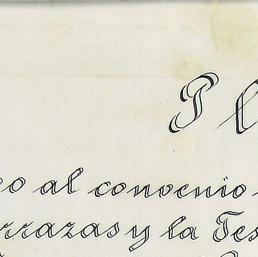 P l
o al convenio
rrazas y la Tes